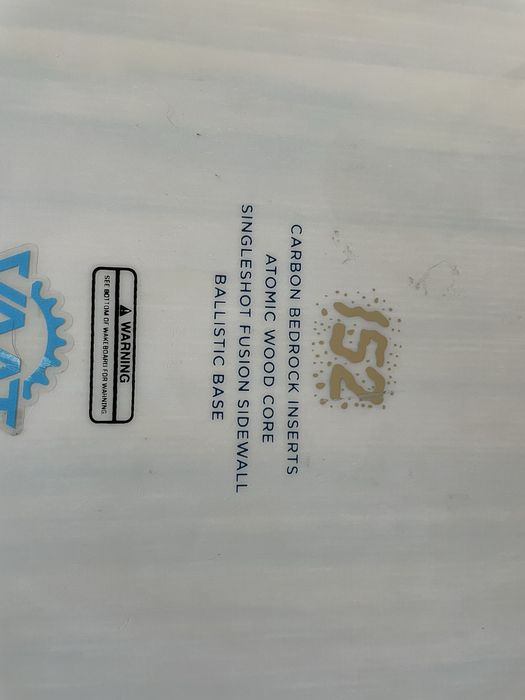 152
CARBON BEDROCK INSERTS
ATOMIC WOOD CORE
SINGLESHOT FUSION SIDEWALL
BALLISTIC BASE
WARNING
SEE BOTTOM OF WAKEBOARD FOR WARNING.